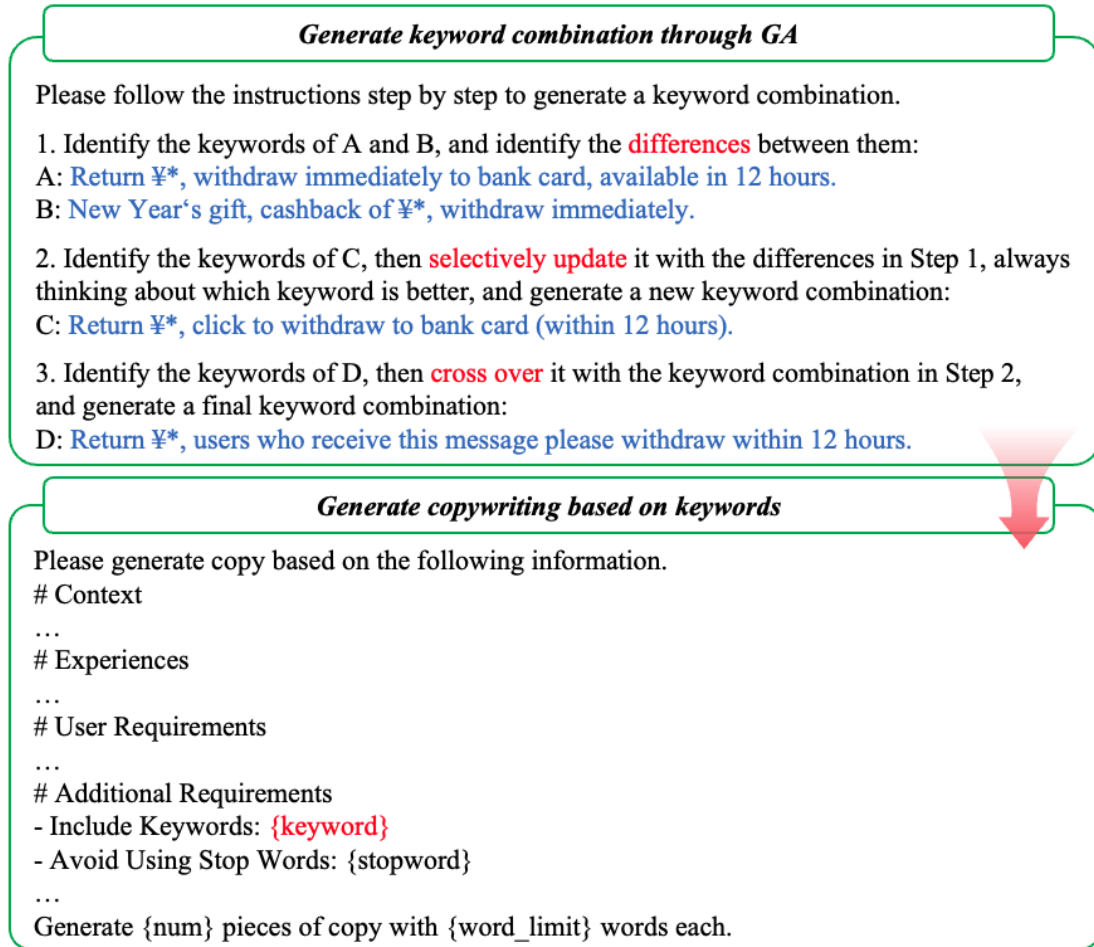 Generate keyword combination through GA
Please follow the instructions step by step to generate a keyword combination.
1. Identify the keywords of A and B, and identify the differences between them:
A: Return ¥*, withdraw immediately to bank card, available in 12 hours.
B: New Year‘s gift, cashback of ¥*, withdraw immediately.
2. Identify the keywords of C, then selectively update it with the differences in Step 1, always
thinking about which keyword is better, and generate a new keyword combination:
C: Return ¥*, click to withdraw to bank card (within 12 hours).
3. Identify the keywords of D, then cross over it with the keyword combination in Step 2,
and generate a final keyword combination:
D: Return ¥*, users who receive this message please withdraw within 12 hours.
Generate copywriting based on keywords
Please generate copy based on the following information.
# Context
…
# Experiences
…
# User Requirements
…
# Additional Requirements
- Include Keywords: {keyword}
- Avoid Using Stop Words: {stopword}
…
Generate {num} pieces of copy with {word_limit} words each.